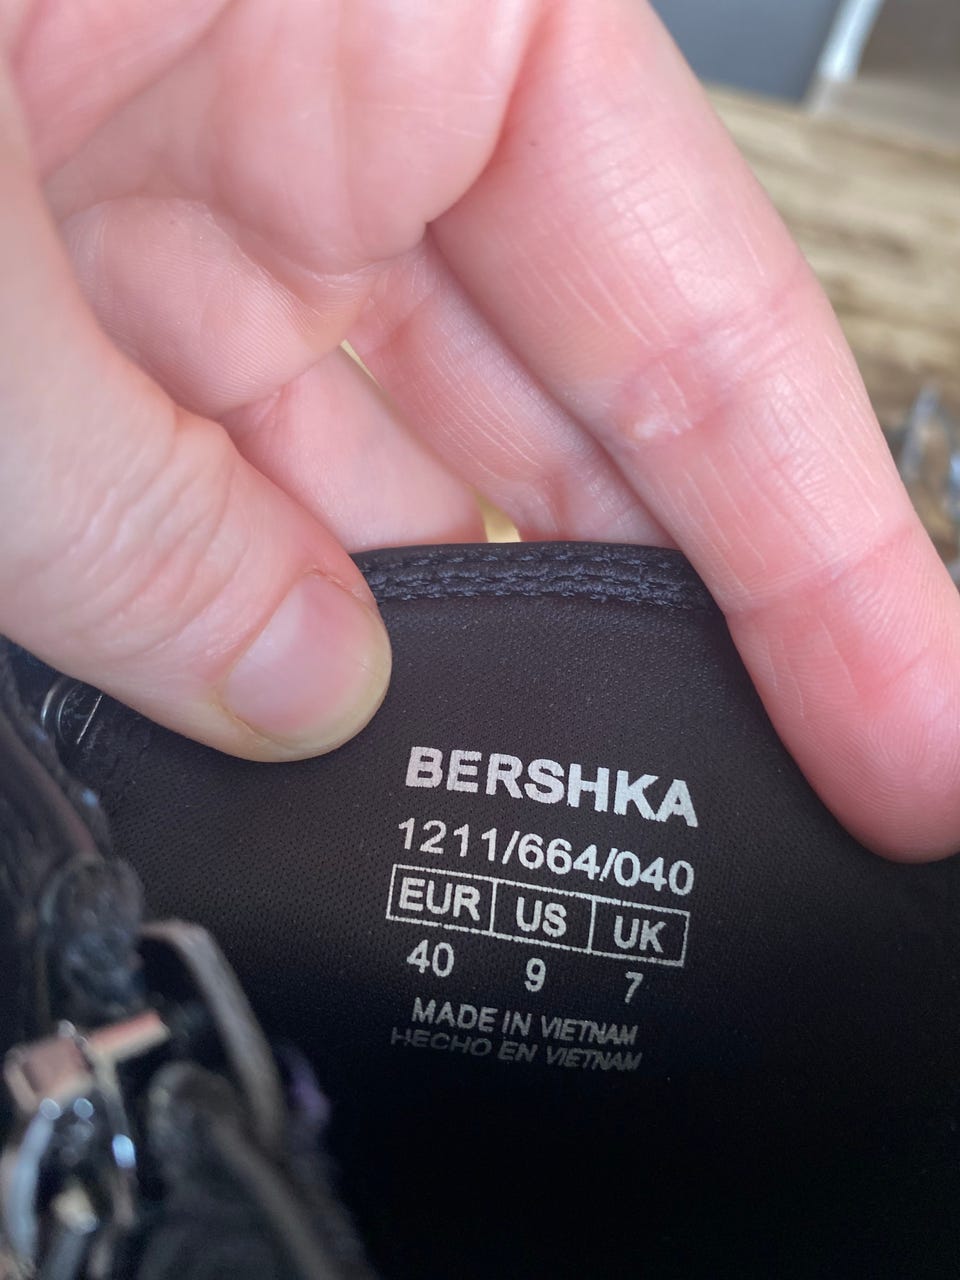 BERSHKA
1211/664/040
EUR US UK
40 9 7
MADE IN VIETNAM
HECHO EN VIETNAM